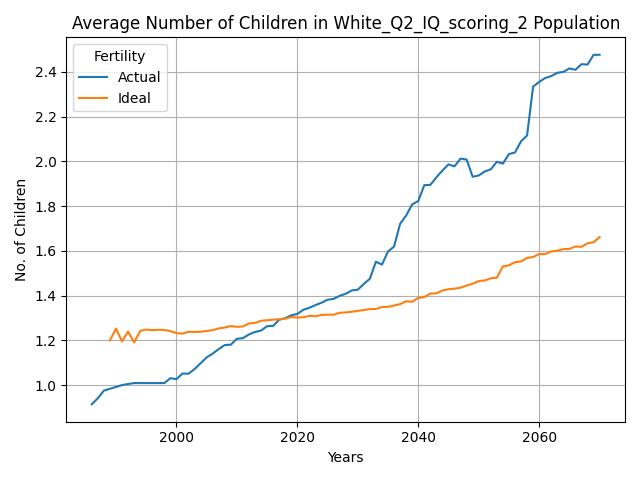 Average Number of Children in White_Q2_IQ_scoring_2 Population
Fertility
Actual
Ideal
No. of Children
2.4
2.2
2.0
1.8
1.6
1.4
1.2
1.0
2000
2020
2040
2060
Years